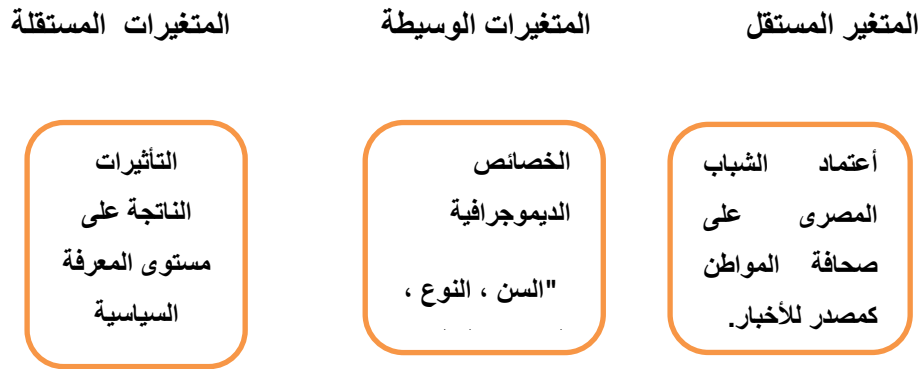 المتغير المستقل
المتغيرات الوسيطة
المتغيرات المستقلة
أعتماد الشباب
المصرى على
صحافة المواطن
كمصدر للأخبار.
الخصائص
الديموجرافية
"السن ، النوع ،
التأثيرات
الناتجة على
مستوى المعرفة
السياسية